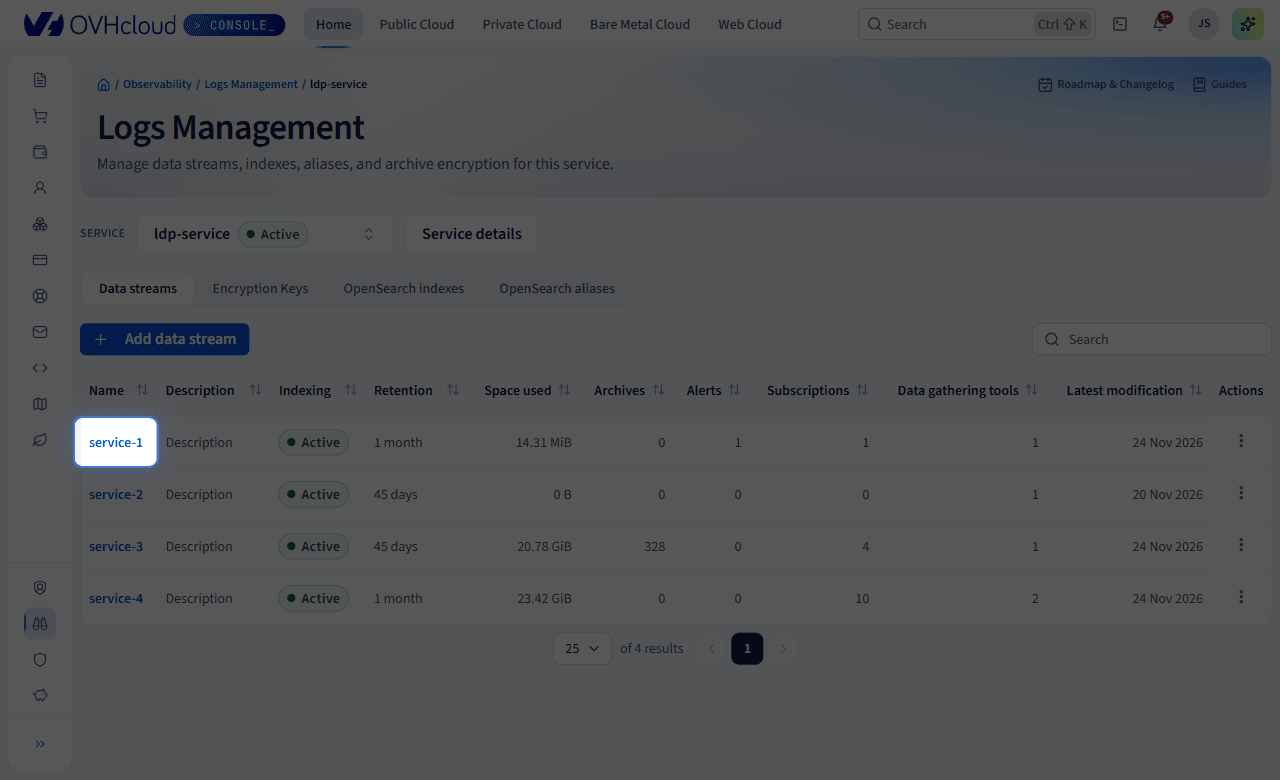 OVHcloud > CONSOLE_ Home Public Cloud Private Cloud Bare Metal Cloud Web Cloud Search Ctrl K 9+ JS
/ Observability / Logs Management / ldp-service Roadmap & Changelog Guides
Logs Management
Manage data streams, indexes, aliases, and archive encryption for this service.
SERVICE ldp-service Active Service details
Data streams Encryption Keys OpenSearch indexes OpenSearch aliases
+ Add data stream Search
Name Description Indexing Retention Space used Archives Alerts Subscriptions Data gathering tools Latest modification Actions
service-1 Description Active 1 month 14.31 MiB 0 1 1 1 24 Nov 2026
service-2 Description Active 45 days 0 B 0 0 0 1 20 Nov 2026
service-3 Description Active 45 days 20.78 GiB 328 0 4 1 24 Nov 2026
service-4 Description Active 1 month 23.42 GiB 0 0 10 2 24 Nov 2026
25 of 4 results 1